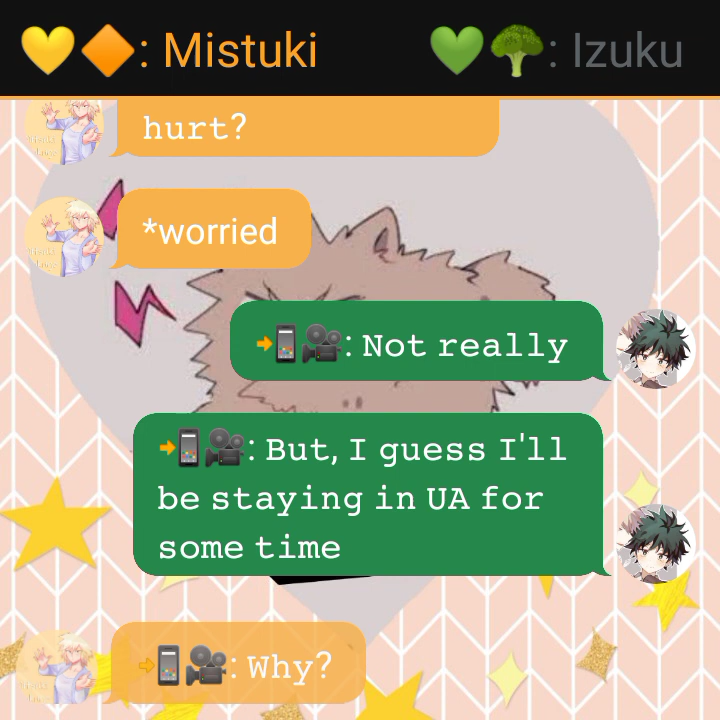 💛🔶: Mistuki
💚🥦: Izuku
hurt?
*worried
📲🎥: Not really
📲🎥: But, I guess I'll
be staying in UA for
some time
📲🎥: Why?